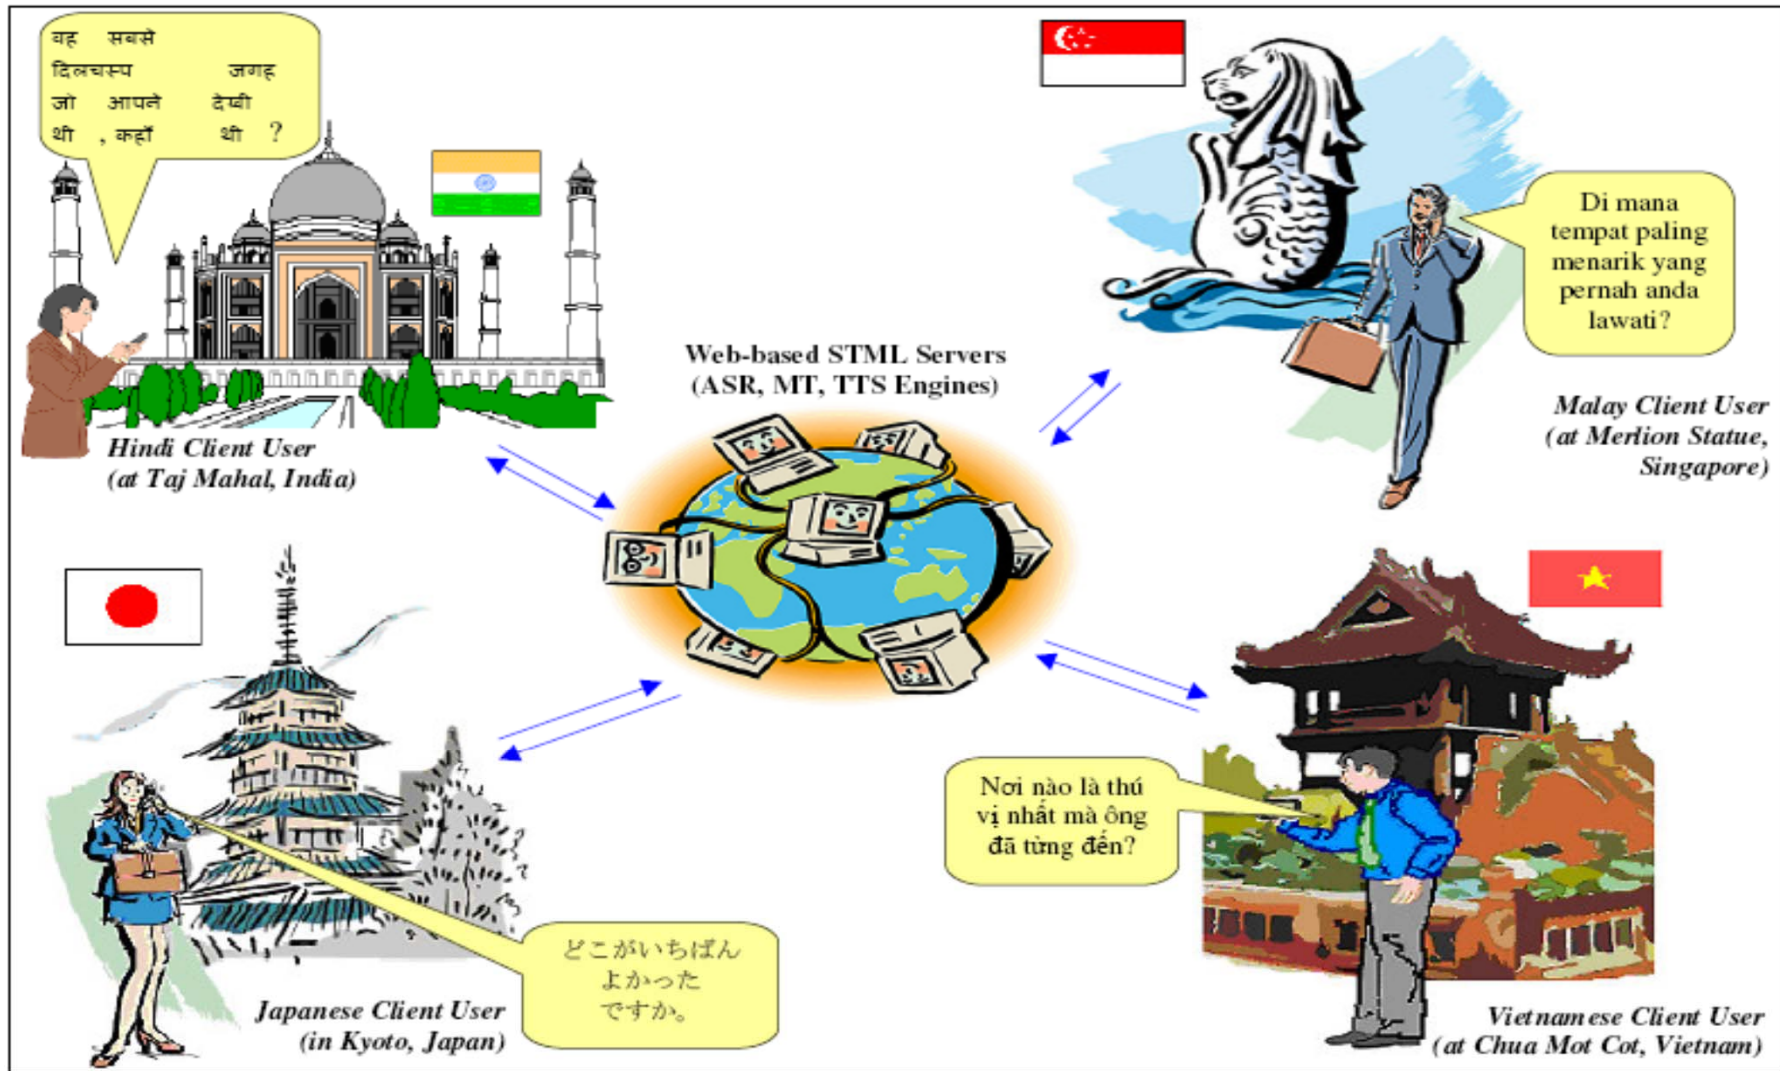 वह सबसे
दिलचस्प जगह
जो आपने देखी
थी , कहाँ थी ?
Hindi Client User
(at Taj Mahal, India)
Web-based STML Servers
(ASR, MT, TTS Engines)
Di mana
tempat paling
menarik yang
pernah anda
lawati?
Malay Client User
(at Merlion Statue,
Singapore)
どこがいちばん
よかった
ですか。
Japanese Client User
(in Kyoto, Japan)
Nơi nào là thú
vị nhất mà ông
đã từng đến?
Vietnamese Client User
(at Chua Mot Cot, Vietnam)